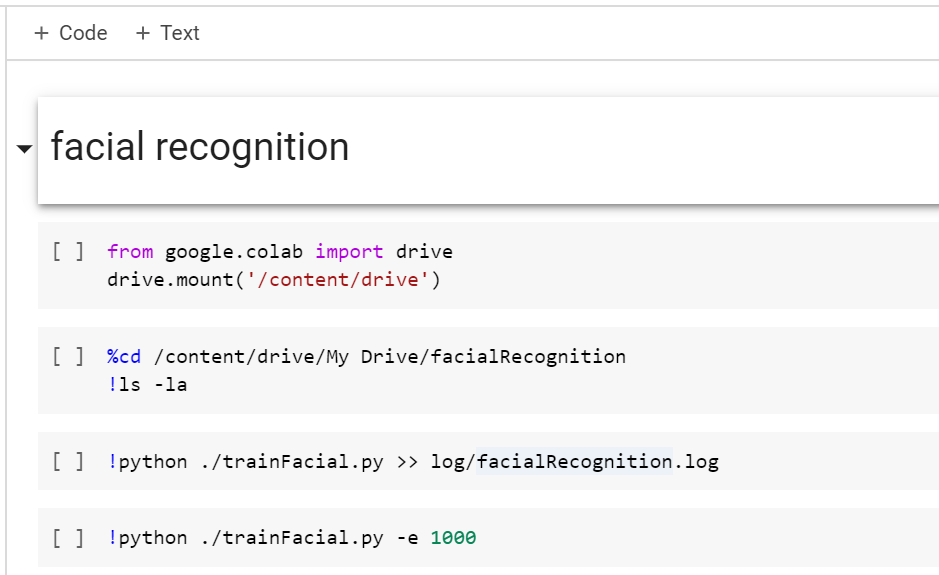 + Code + Text
facial recognition
[ ] from google.colab import drive
drive.mount('/content/drive')
[ ] %cd /content/drive/My Drive/facialRecognition
!ls -la
[ ] !python ./trainFacial.py >> log/facialRecognition.log
[ ] !python ./trainFacial.py -e 1000